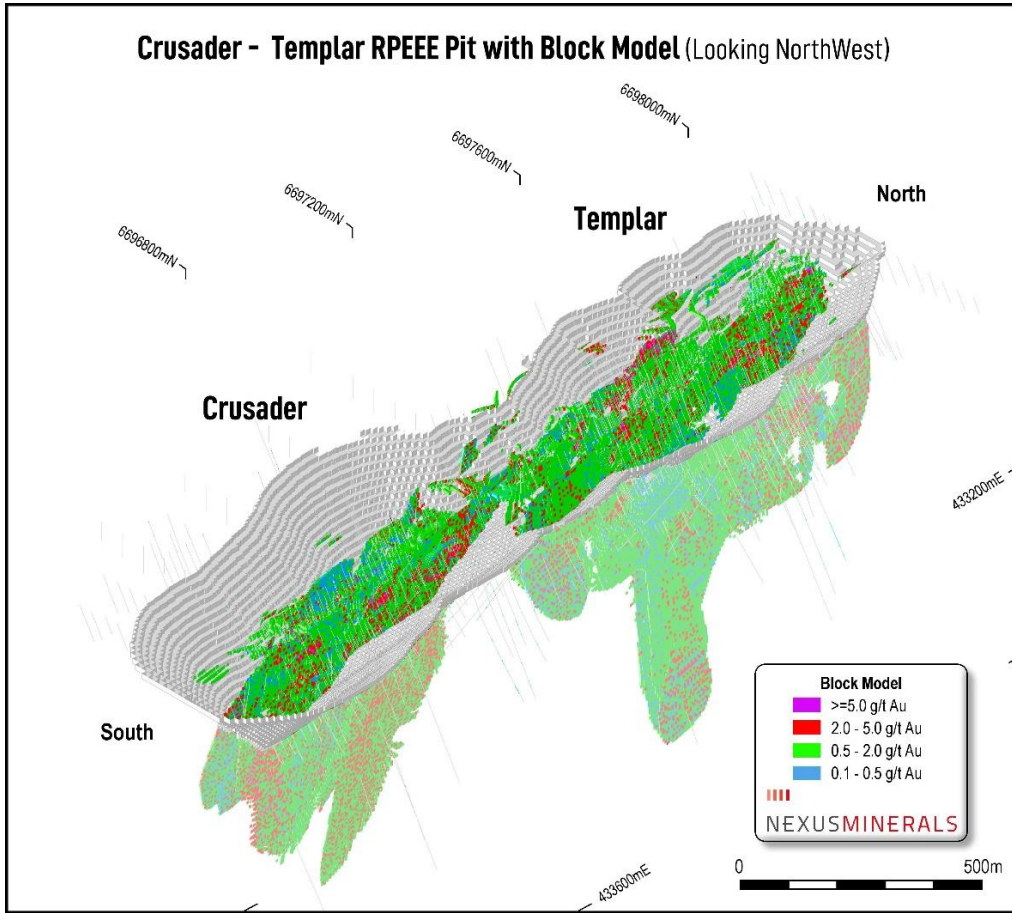 Crusader - Templar RPEEE Pit with Block Model (Looking NorthWest)
6698000mN
6697600mN
6697200mN
6696800mN
North
Templar
Crusader
433200mE
South
Block Model
>=5.0 g/t Au
2.0 - 5.0 g/t Au
0.5 - 2.0 g/t Au
0.1 - 0.5 g/t Au
NEXUSMINERALS
0 500m
433600mE